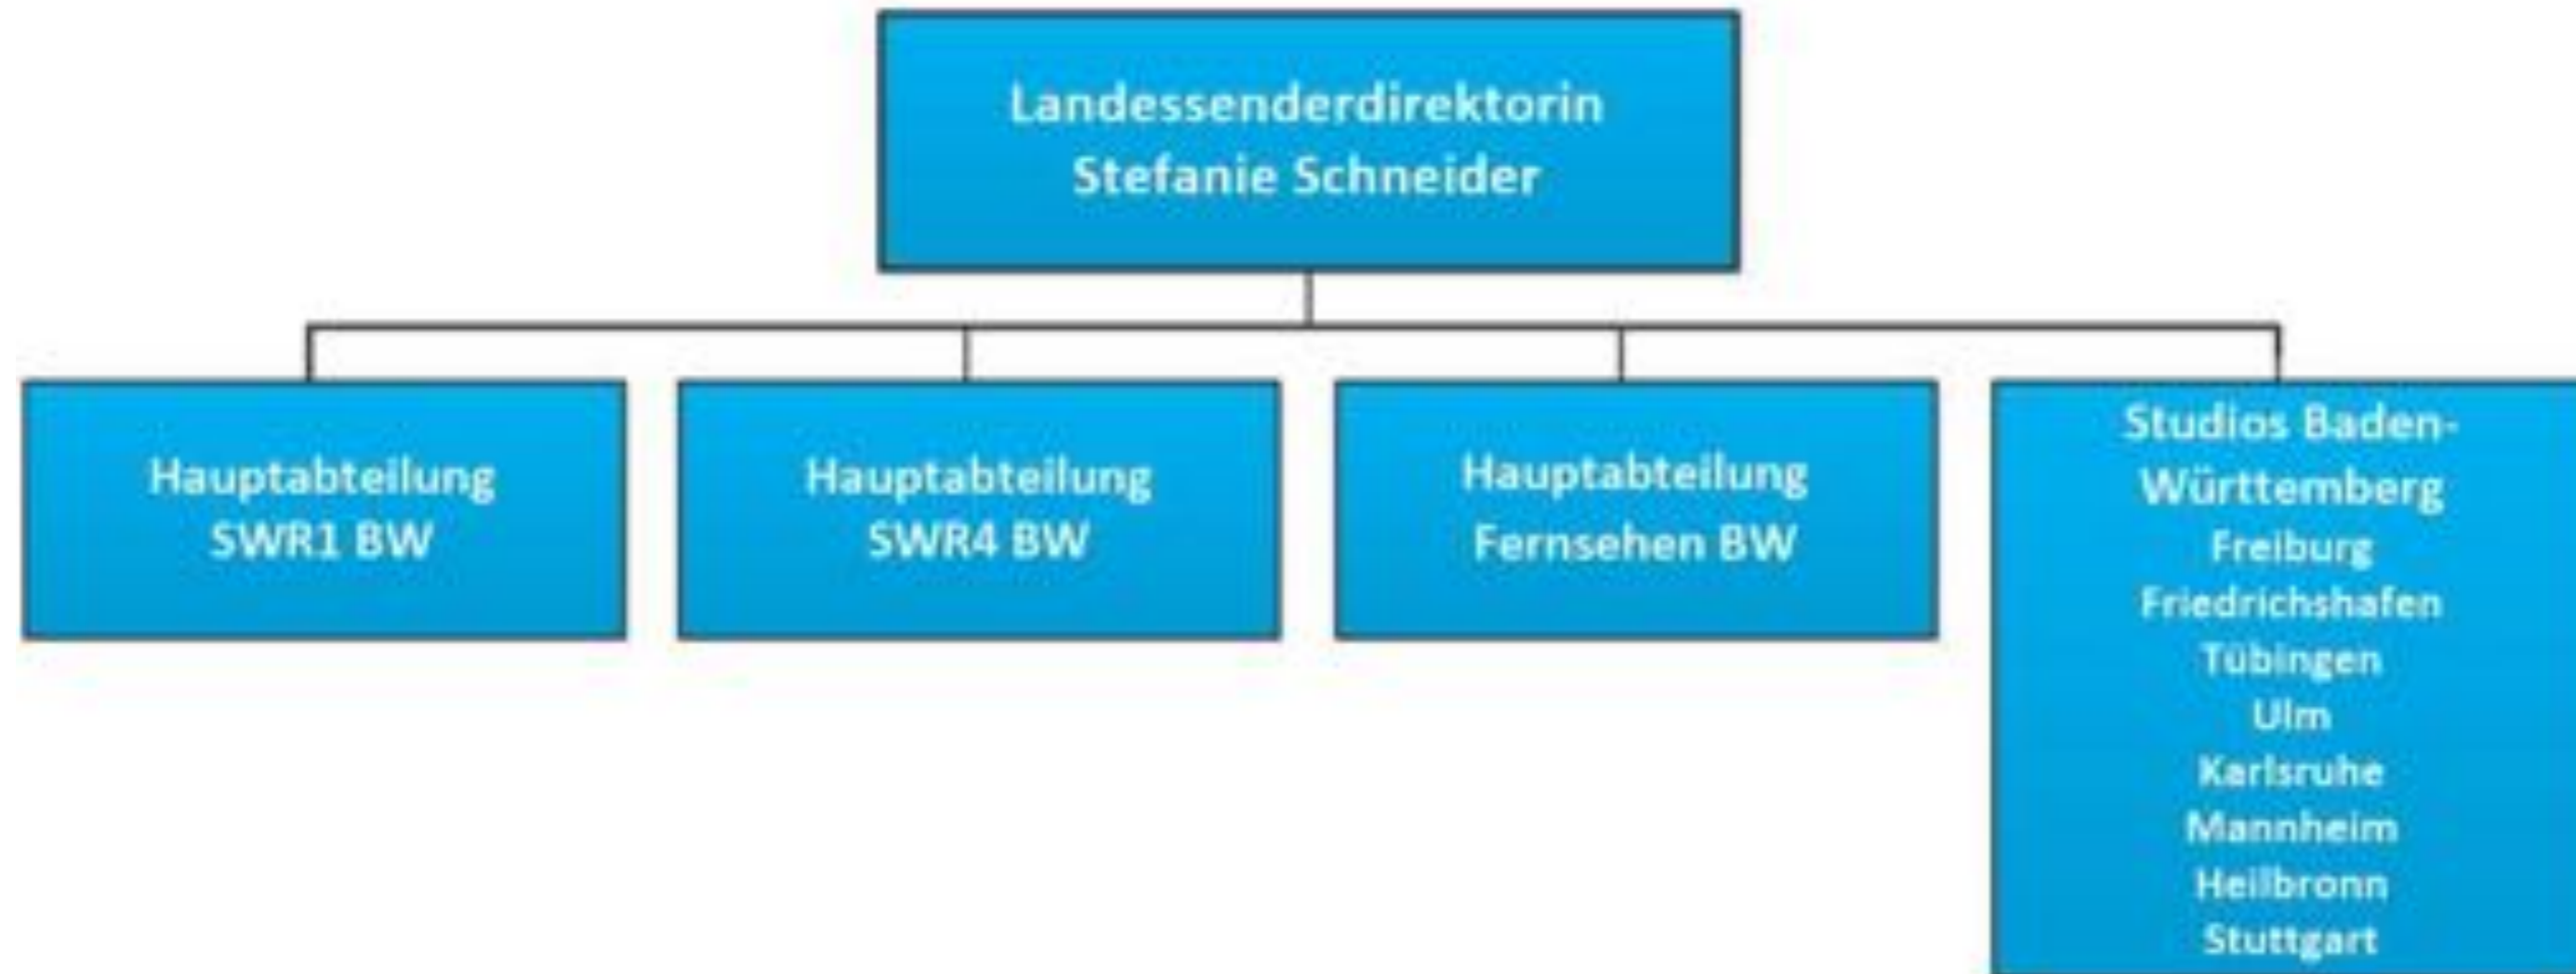 Landessenderdirektorin
Stefanie Schneider
Hauptabteilung
SWR1 BW
Hauptabteilung
SWR4 BW
Hauptabteilung
Fernsehen BW
Studios Baden-
Württemberg
Freiburg
Friedrichshafen
Tübingen
Ulm
Karlsruhe
Mannheim
Heilbronn
Stuttgart